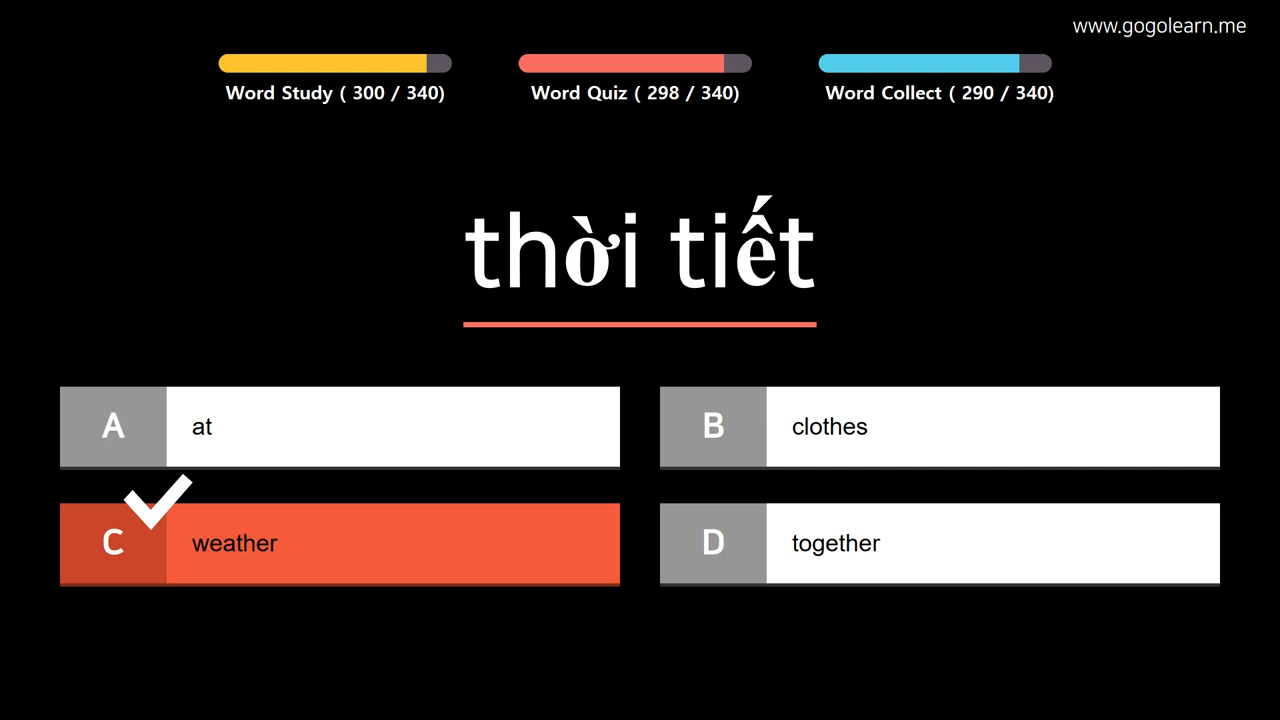 www.gogolearn.me
Word Study ( 300 / 340)
Word Quiz ( 298 / 340)
Word Collect ( 290 / 340)
thời tiết
A
at
B
clothes
C
weather
D
together